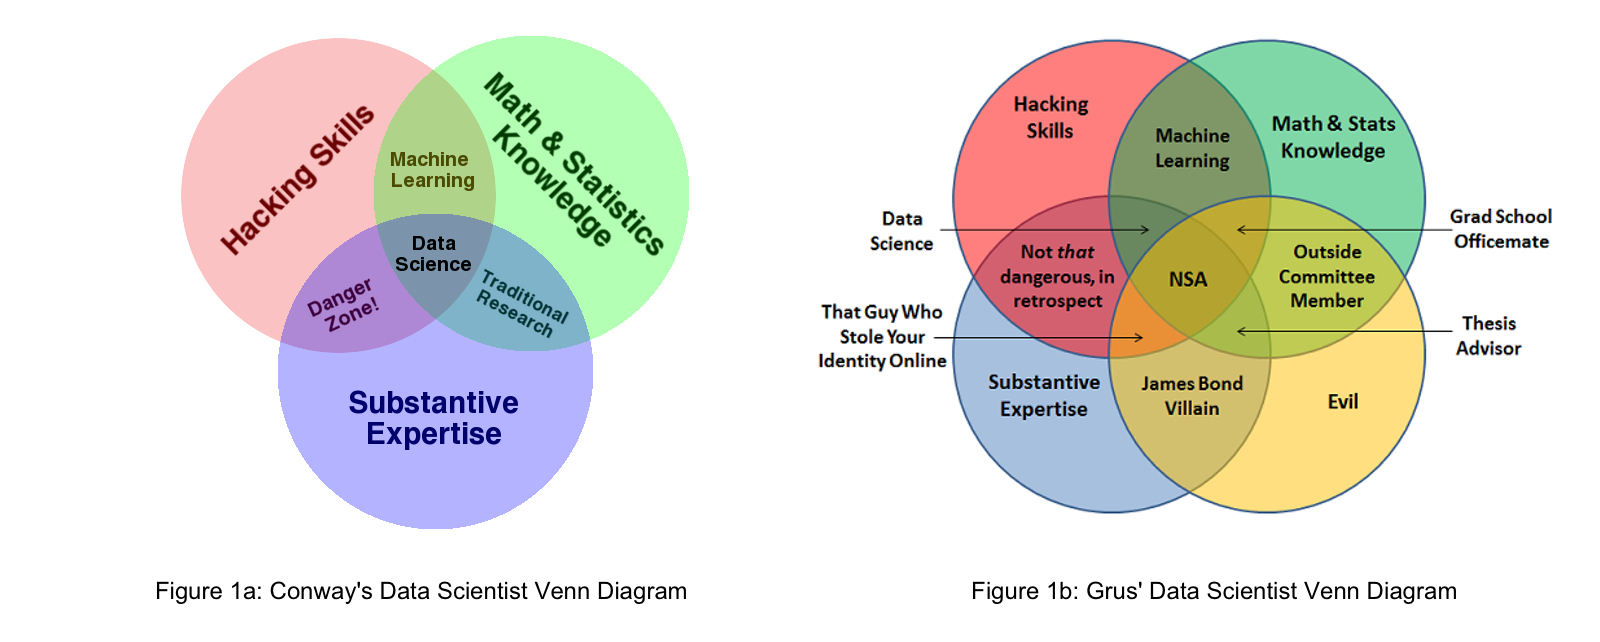 Hacking Skills
Math & Statistics
Knowledge
Machine
Learning
Data
Science
Danger
Zone!
Traditional
Research
Substantive
Expertise
Figure 1a: Conway's Data Scientist Venn Diagram
Hacking
Skills
Machine
Learning
Math & Stats
Knowledge
Data
Science
Grad School
Officemate
Not that
dangerous, in
retrospect
NSA
Outside
Committee
Member
That Guy Who
Stole Your
Identity Online
Thesis
Advisor
Substantive
Expertise
James Bond
Villain
Evil
Figure 1b: Grus' Data Scientist Venn Diagram